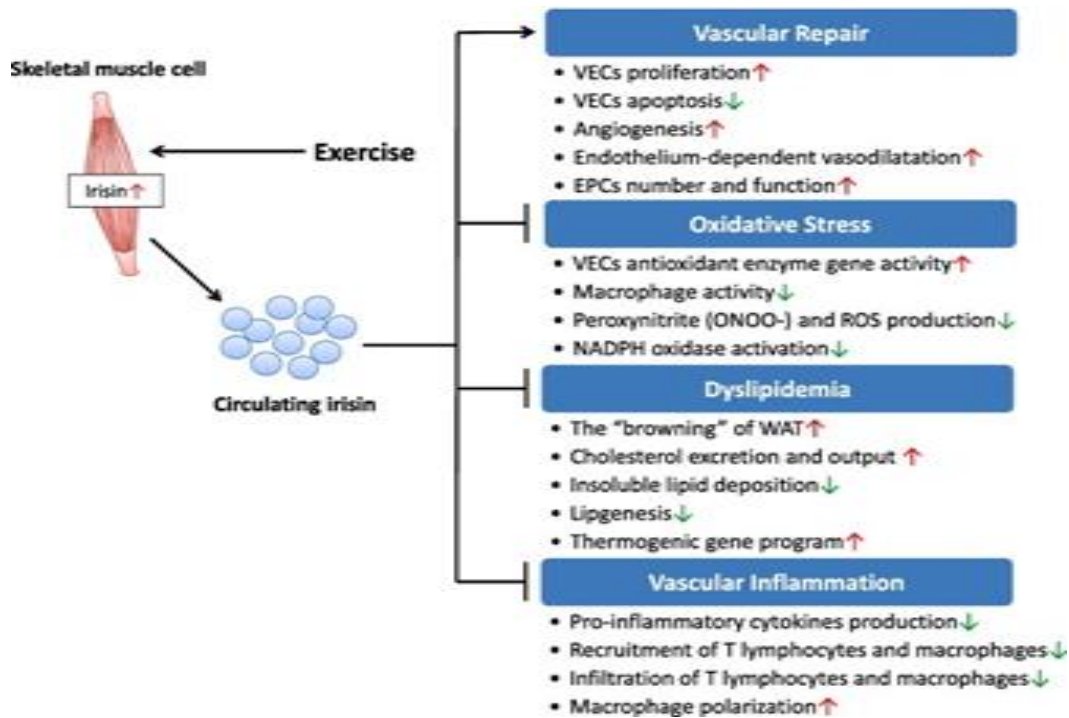 Skeletal muscle cell
Irisin↑
Exercise
Circulating irisin
Vascular Repair
• VECs proliferation↑
• VECs apoptosis↓
• Angiogenesis↑
• Endothelium-dependent vasodilatation↑
• EPCs number and function↑
Oxidative Stress
• VECs antioxidant enzyme gene activity↑
• Macrophage activity↓
• Peroxynitrite (ONOO-) and ROS production↓
• NADPH oxidase activation↓
Dyslipidemia
• The "browning" of WAT↑
• Cholesterol excretion and output ↑
• Insoluble lipid deposition↓
• Lipgenesis↓
• Thermogenic gene program↑
Vascular Inflammation
• Pro-inflammatory cytokines production↓
• Recruitment of T lymphocytes and macrophages↓
• Infiltration of T lymphocytes and macrophages↓
• Macrophage polarization↑